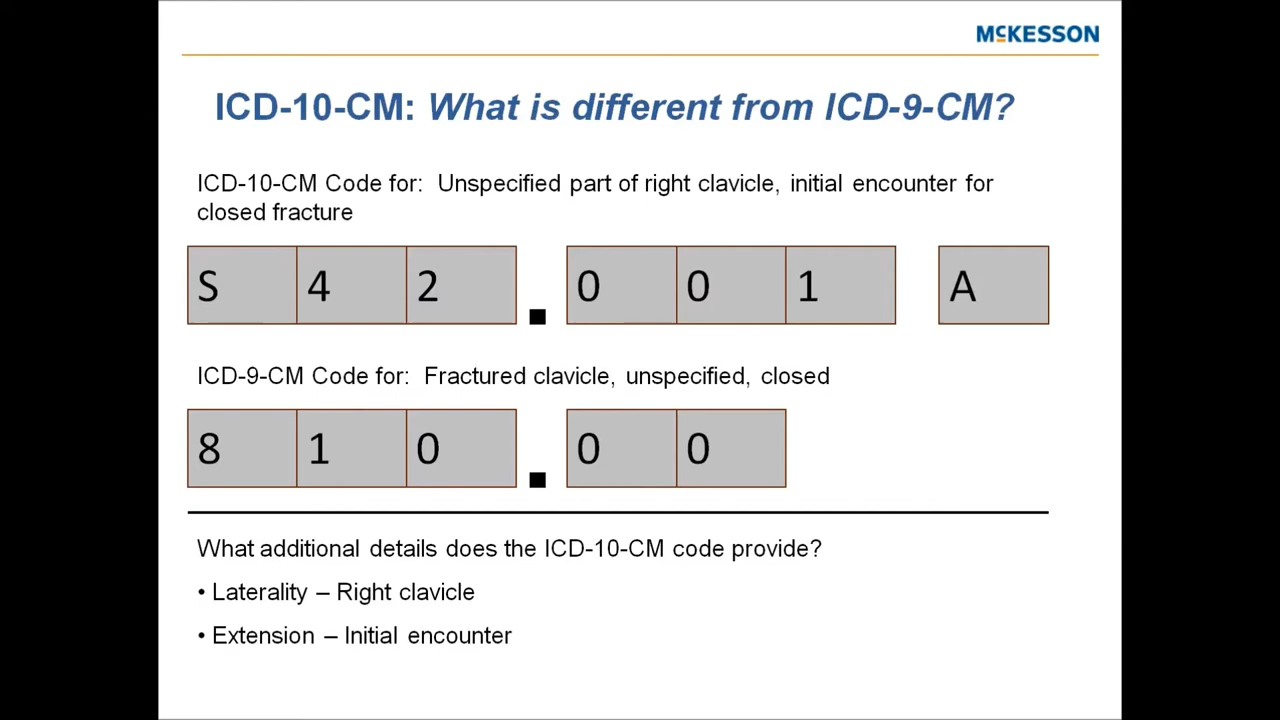 McKESSON
ICD-10-CM: What is different from ICD-9-CM?
ICD-10-CM Code for: Unspecified part of right clavicle, initial encounter for
closed fracture
S 4 2 . 0 0 1 A
ICD-9-CM Code for: Fractured clavicle, unspecified, closed
8 1 0 . 0 0
What additional details does the ICD-10-CM code provide?
• Laterality – Right clavicle
• Extension – Initial encounter